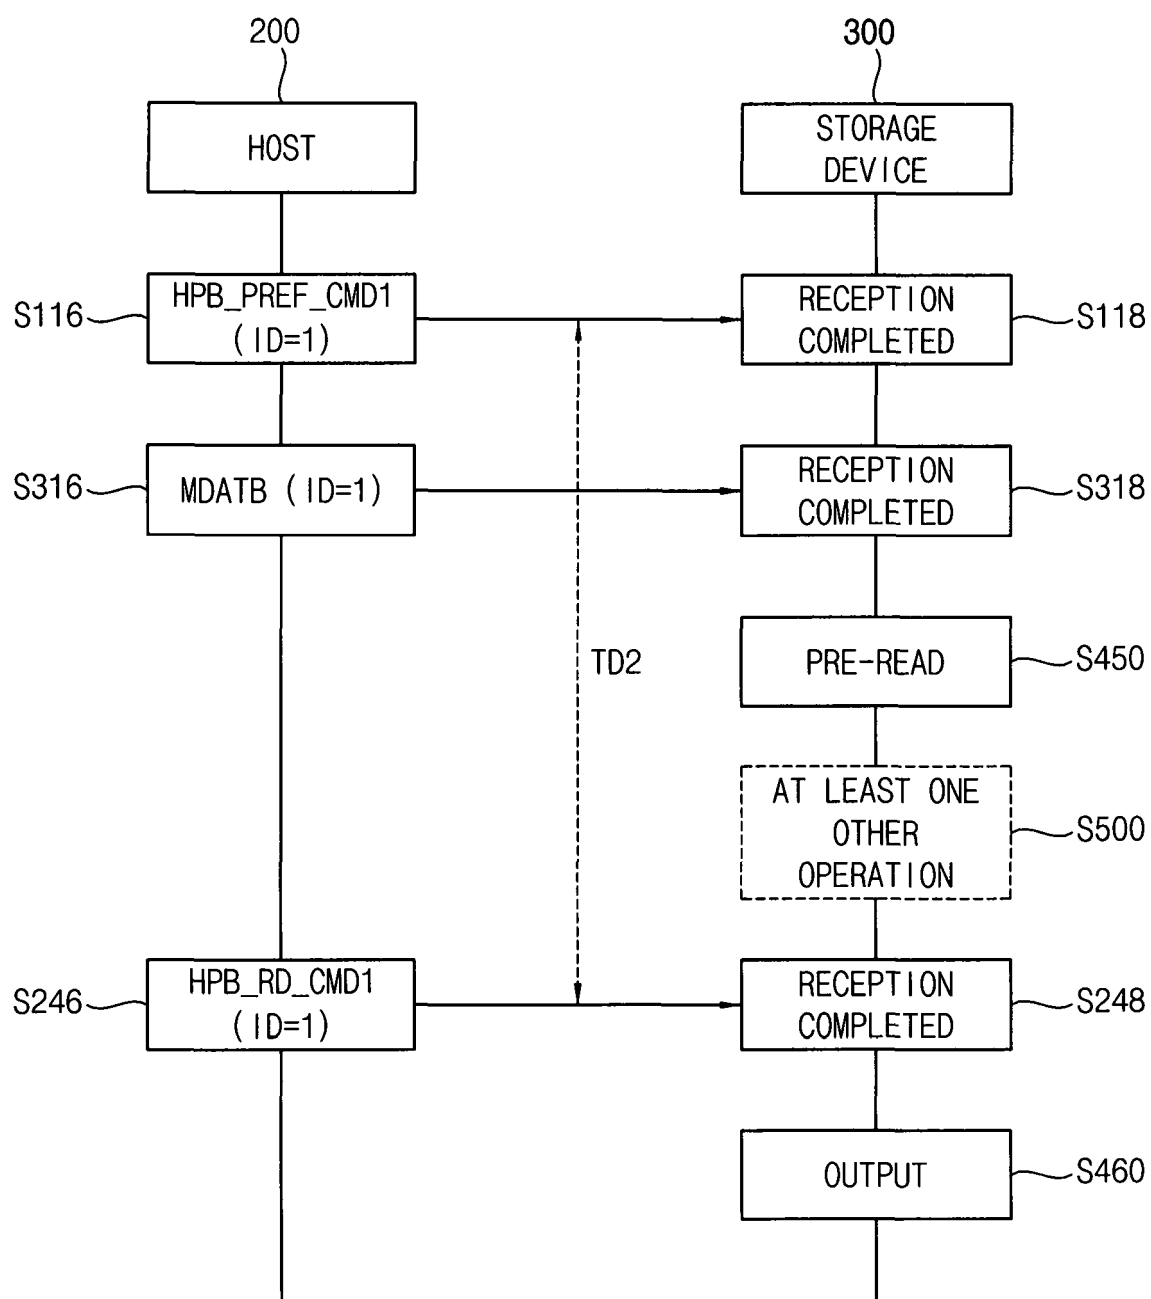 200
300
HOST
STORAGE
DEVICE
S116
HPB_PREF_CMD1
(ID=1)
RECEPTION
COMPLETED
S118
S316
MDATB (ID=1)
RECEPTION
COMPLETED
S318
TD2
PRE-READ
S450
AT LEAST ONE
OTHER
OPERATION
S500
S246
HPB_RD_CMD1
(ID=1)
RECEPTION
COMPLETED
S248
OUTPUT
S460